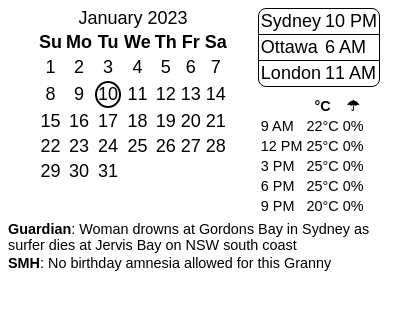 January 2023
Su Mo Tu We Th Fr Sa
1 2 3 4 5 6 7
8 9 10 11 12 13 14
15 16 17 18 19 20 21
22 23 24 25 26 27 28
29 30 31
Sydney 10 PM
Ottawa 6 AM
London 11 AM
°C ☂
9 AM 22°C 0%
12 PM 25°C 0%
3 PM 25°C 0%
6 PM 25°C 0%
9 PM 20°C 0%
Guardian: Woman drowns at Gordons Bay in Sydney as
surfer dies at Jervis Bay on NSW south coast
SMH: No birthday amnesia allowed for this Granny